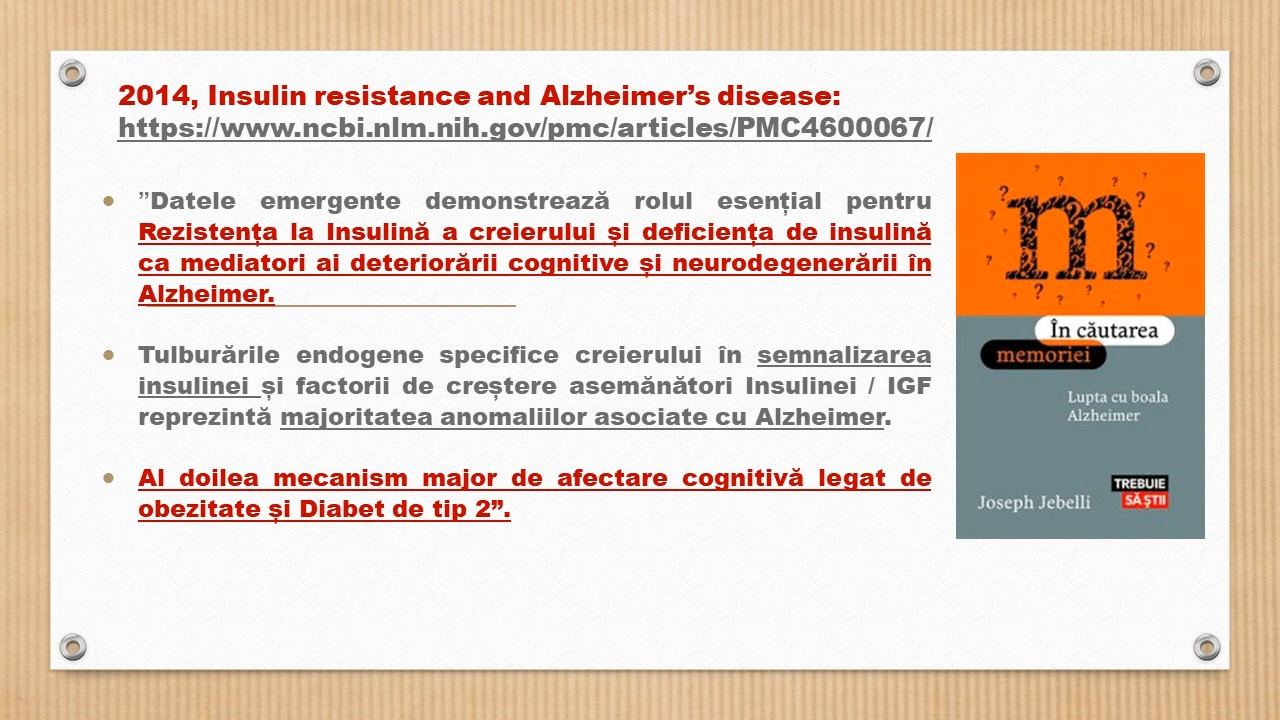 2014, Insulin resistance and Alzheimer’s disease:
https://www.ncbi.nlm.nih.gov/pmc/articles/PMC4600067/
”Datele emergente demonstrează rolul esențial pentru
Rezistența la Insulină a creierului și deficiența de insulină
ca mediatori ai deteriorării cognitive și neurodegenerării în
Alzheimer.
Tulburările endogene specifice creierului în semnalizarea
insulinei și factorii de creștere asemănători Insulinei / IGF
reprezintă majoritatea anomaliilor asociate cu Alzheimer.
Al doilea mecanism major de afectare cognitivă legat de
obezitate și Diabet de tip 2”.
m
În căutarea
memoriei
Lupta cu boala
Alzheimer
TREBUIE
SĂ ȘTII
Joseph Jebelli